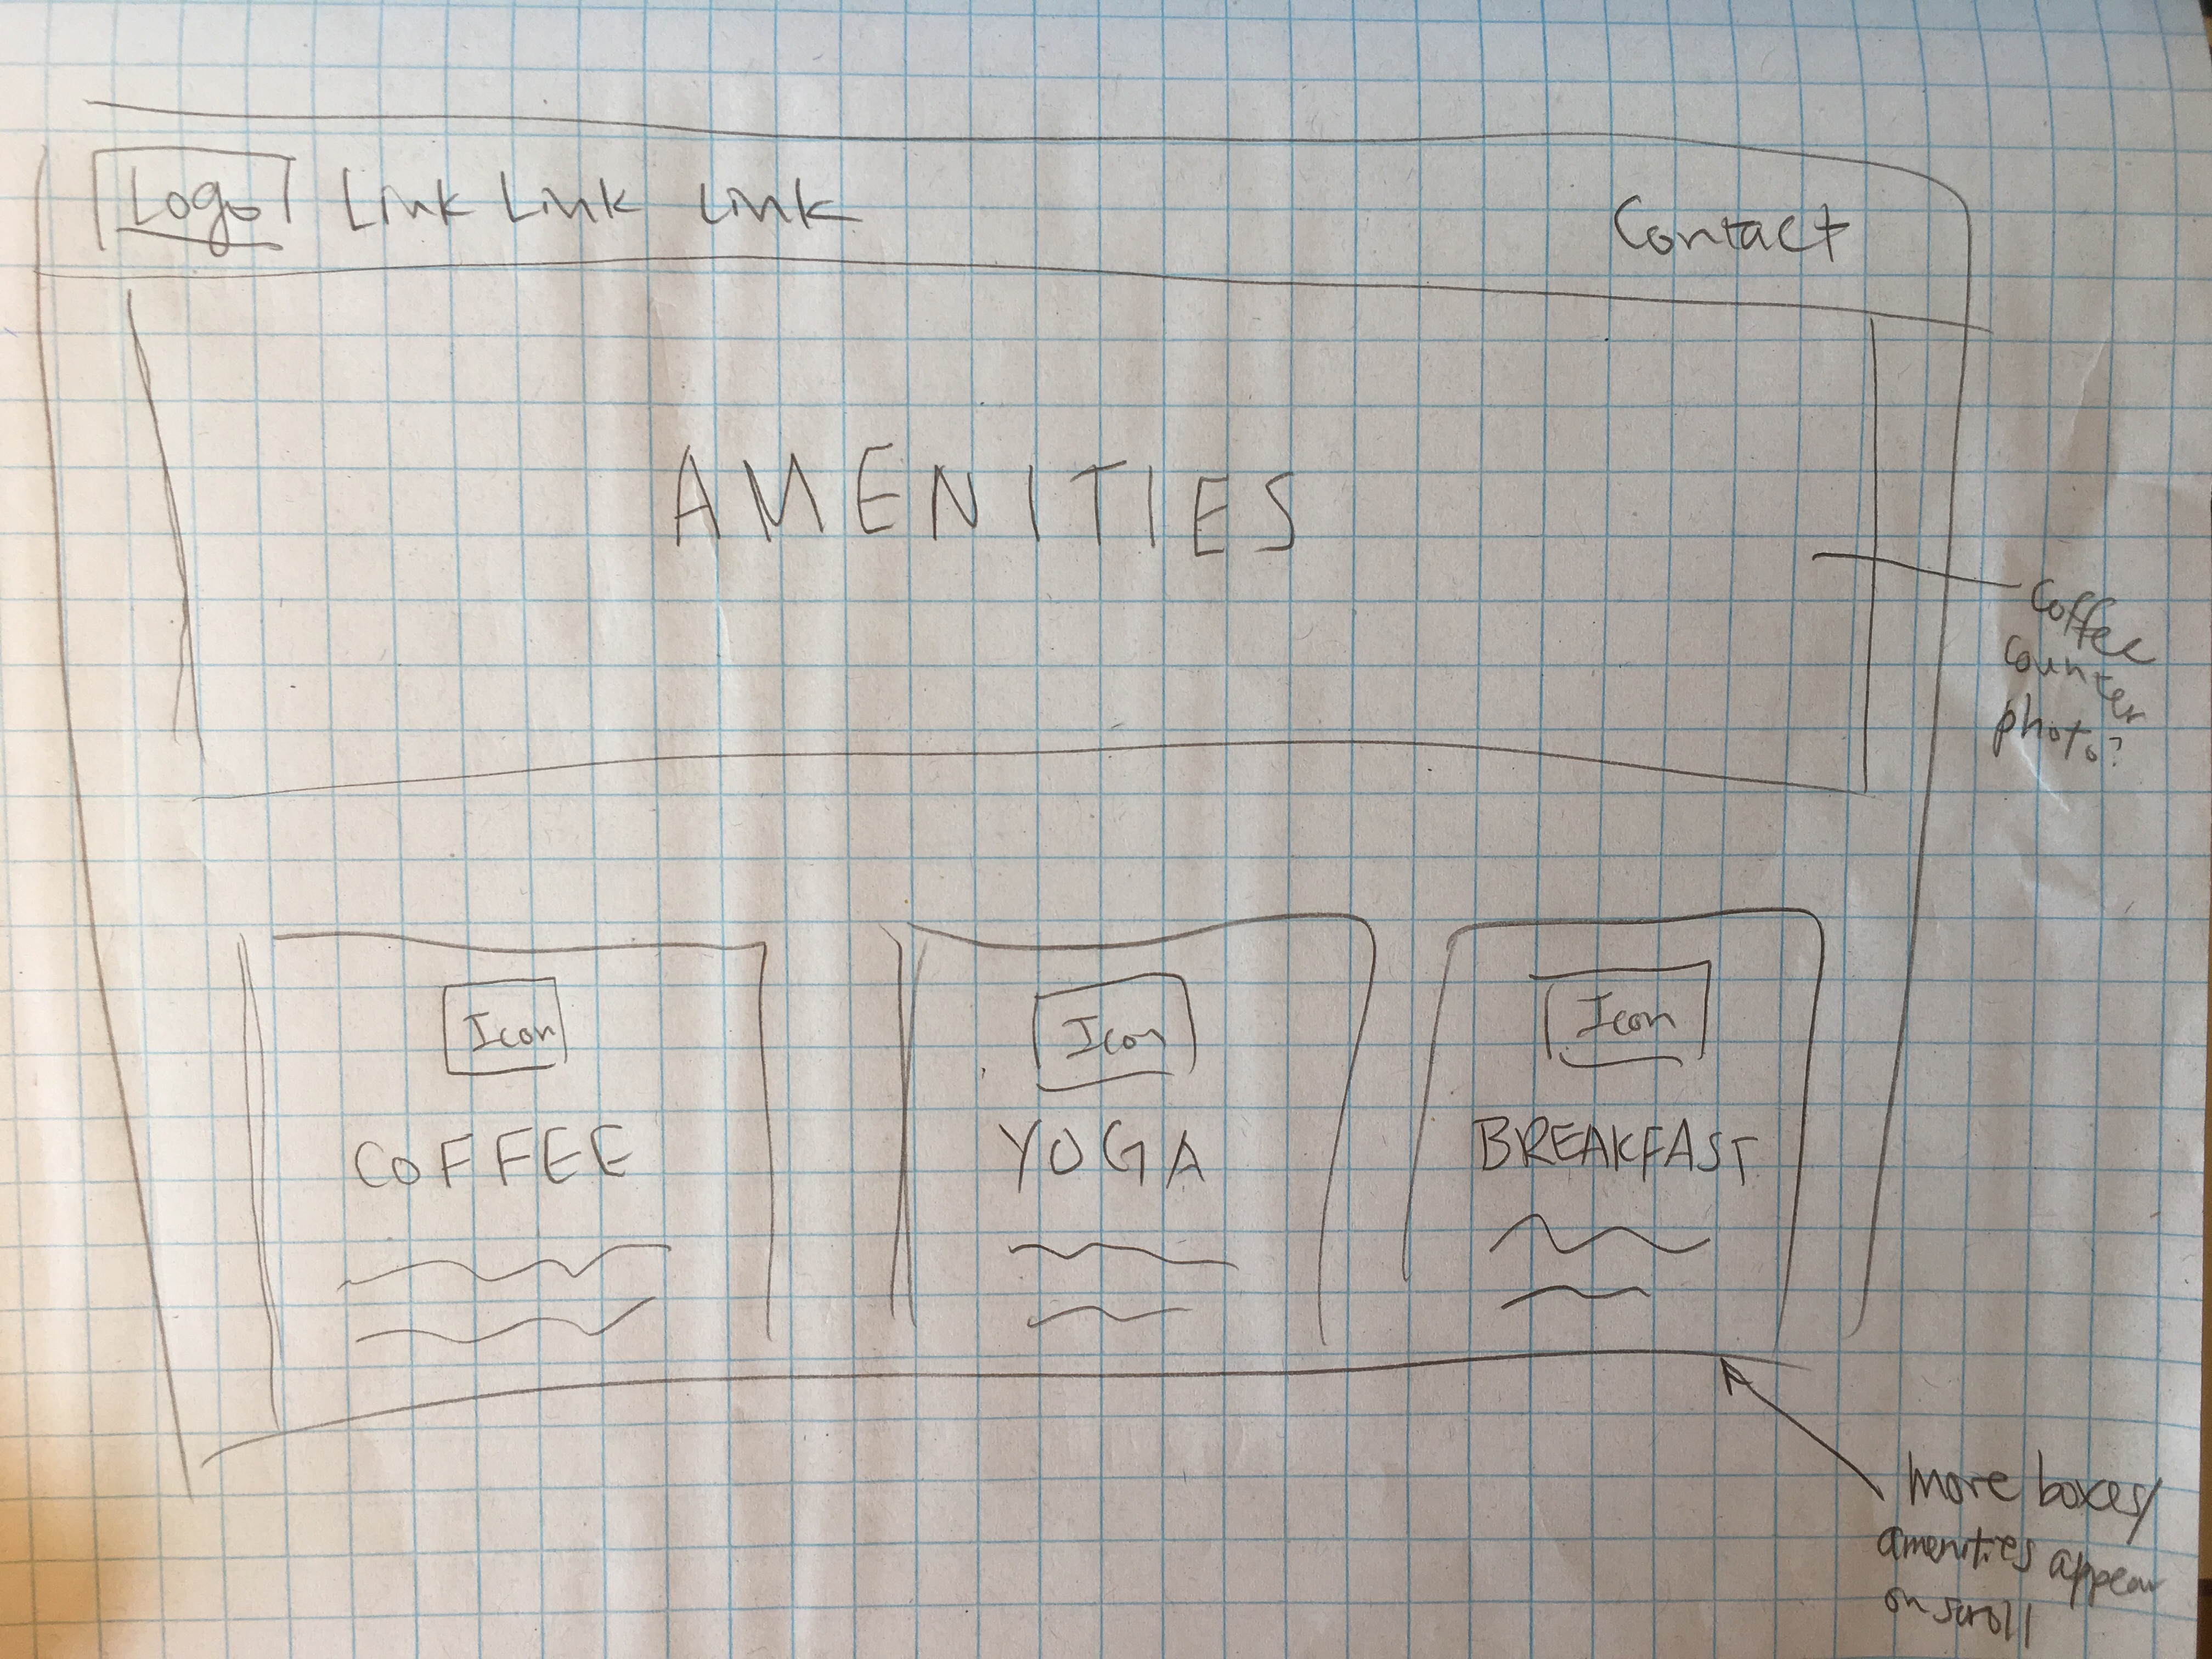 Logo Link Link Link Contact
AMENITIES
Coffee
counter
photo?
Icon Icon Icon
COFFEE YOGA BREAKFAST
more boxes/
amenities appear
on scroll